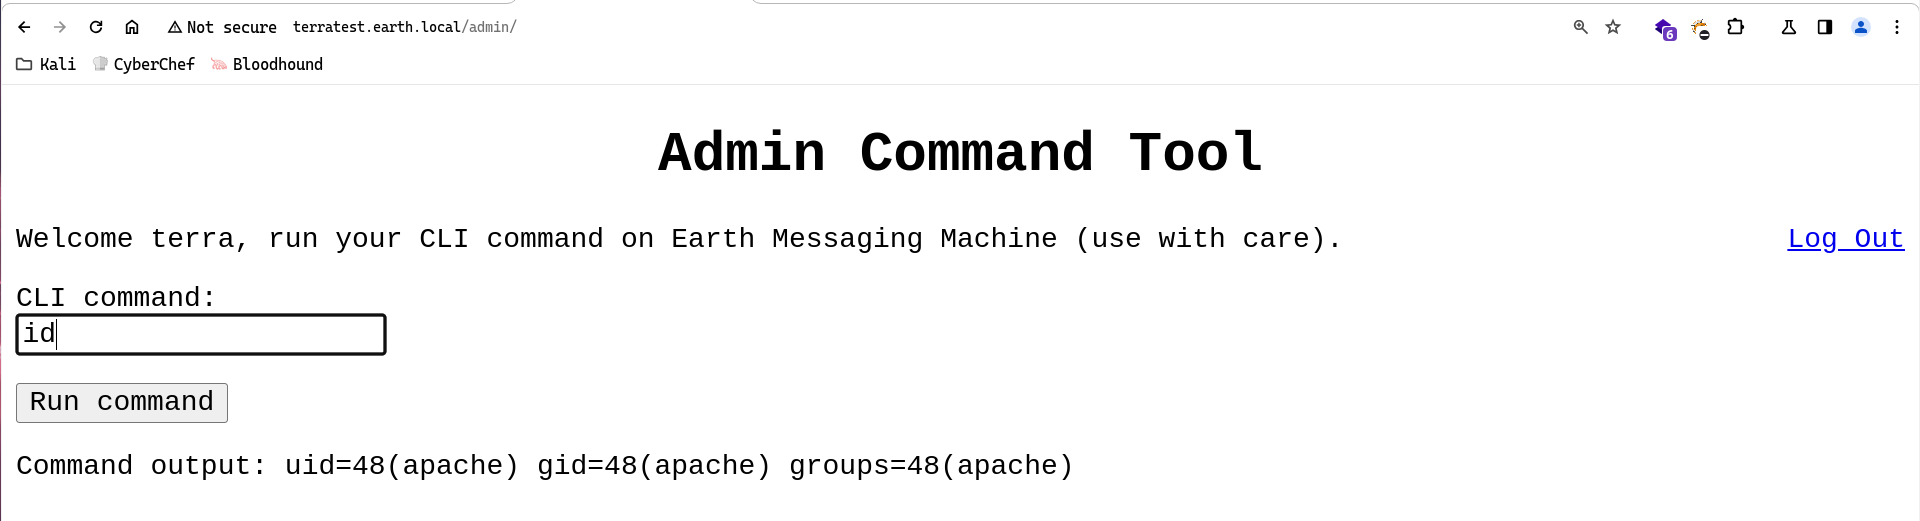 Not secure terratest.earth.local/admin/
6
Kali CyberChef Bloodhound
Admin Command Tool
Welcome terra, run your CLI command on Earth Messaging Machine (use with care). Log Out
CLI command:
id
Run command
Command output: uid=48(apache) gid=48(apache) groups=48(apache)